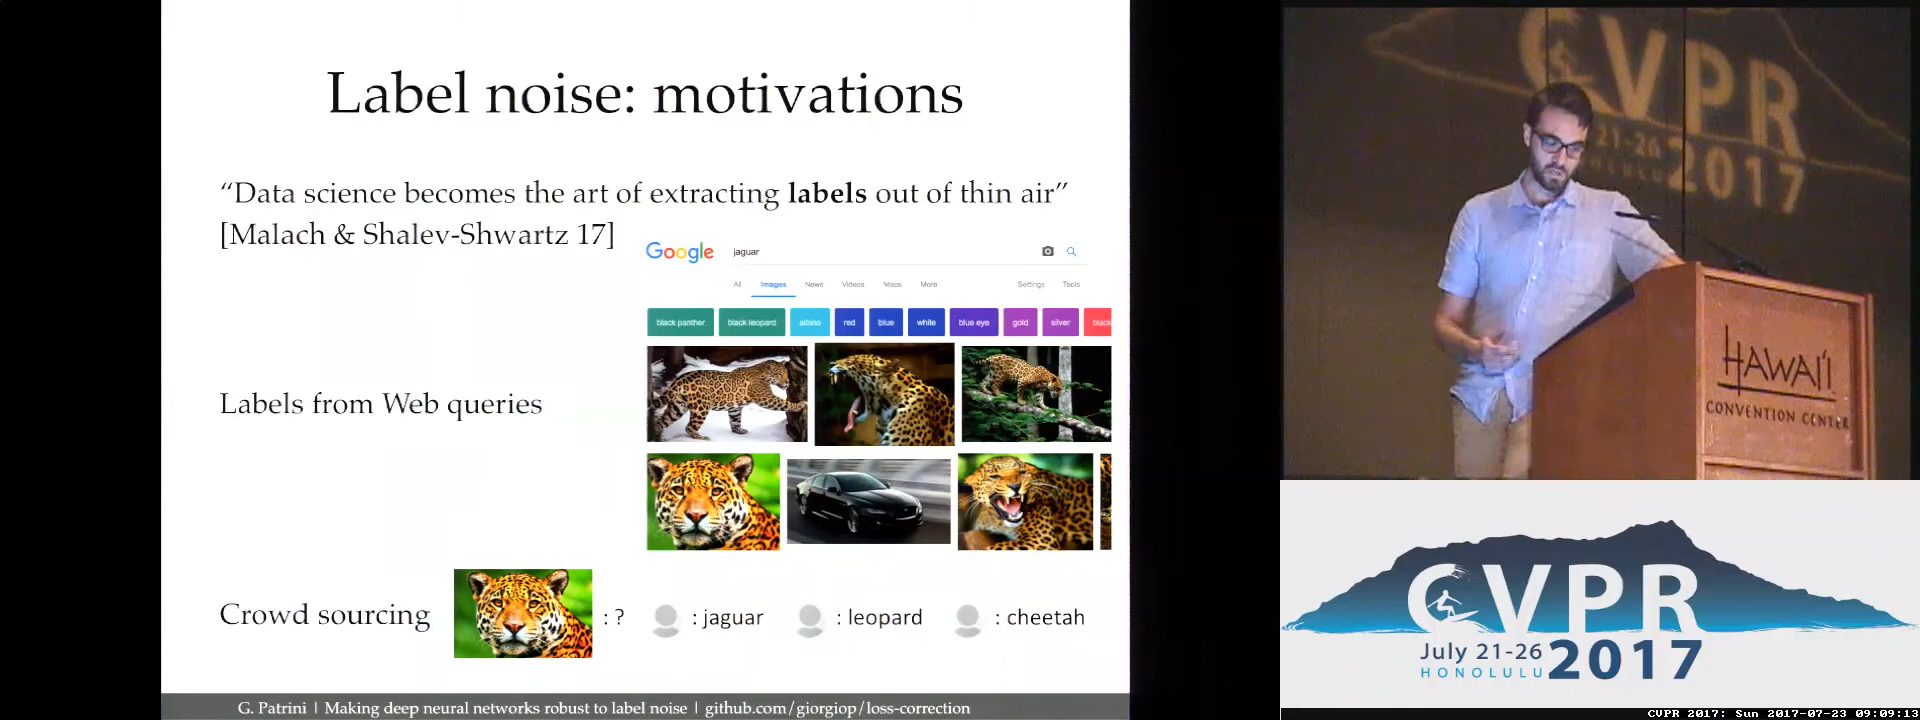 Label noise: motivations
“Data science becomes the art of extracting labels out of thin air”
[Malach & Shalev-Shwartz 17]
Google
jaguar
All Images News Videos Maps More Settings Tools
black panther black leopard albino red blue white blue eye gold silver black
Labels from Web queries
Crowd sourcing : ? : jaguar : leopard : cheetah
G. Patrini | Making deep neural networks robust to label noise | github.com/giorgiop/loss-correction
CVPR
21-26
HONOLULU
2017
HAWAI'I
CONVENTION CENTER
CVPR
July 21-26
HONOLULU
2017
CVPR 2017: Sun 2017-07-23 09:09:13